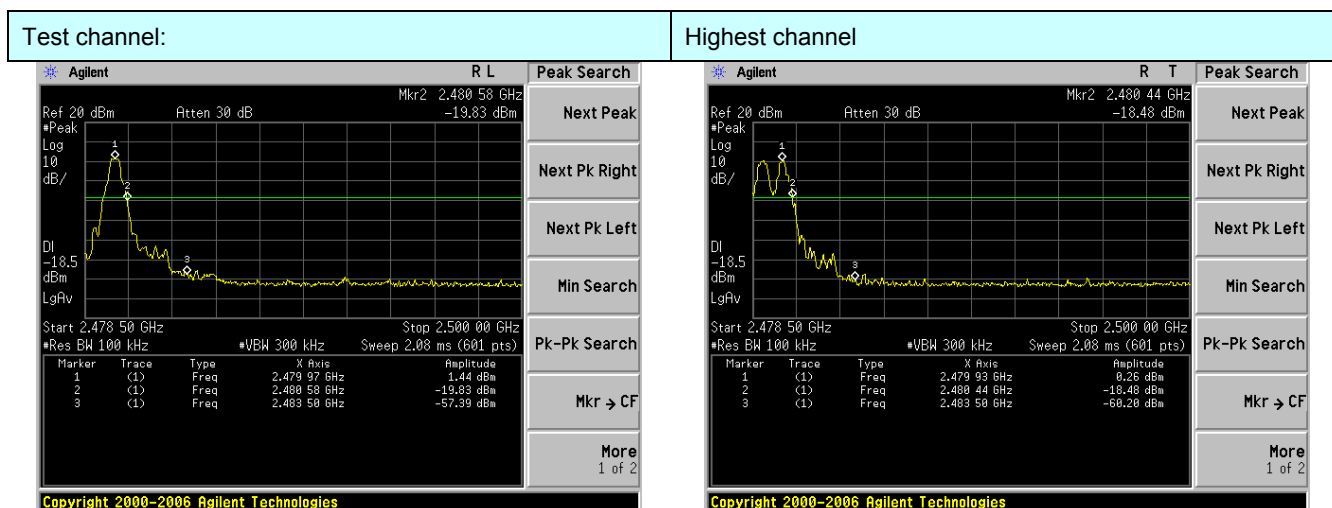 Test channel:
Highest channel
Agilent
R L
Peak Search
Mkr2 2.480 58 GHz
Ref 20 dBm Atten 30 dB -19.83 dBm
#Peak
Log
10
dB/
1
2
3
DI
-18.5
dBm
LgAv
Start 2.478 50 GHz Stop 2.500 00 GHz
#Res BW 100 kHz #VBW 300 kHz Sweep 2.08 ms (601 pts)
Marker Trace Type X Axis Amplitude
1 (1) Freq 2.479 97 GHz 1.44 dBm
2 (1) Freq 2.480 58 GHz -19.83 dBm
3 (1) Freq 2.483 50 GHz -57.39 dBm
Next Peak
Next Pk Right
Next Pk Left
Min Search
Pk-Pk Search
Mkr → CF
More
1 of 2
Copyright 2000-2006 Agilent Technologies
Agilent
R T
Peak Search
Mkr2 2.480 44 GHz
Ref 20 dBm Atten 30 dB -18.48 dBm
#Peak
Log
10
dB/
1
2
3
DI
-18.5
dBm
LgAv
Start 2.478 50 GHz Stop 2.500 00 GHz
#Res BW 100 kHz #VBW 300 kHz Sweep 2.08 ms (601 pts)
Marker Trace Type X Axis Amplitude
1 (1) Freq 2.479 93 GHz 0.26 dBm
2 (1) Freq 2.480 44 GHz -18.48 dBm
3 (1) Freq 2.483 50 GHz -60.20 dBm
Next Peak
Next Pk Right
Next Pk Left
Min Search
Pk-Pk Search
Mkr → CF
More
1 of 2
Copyright 2000-2006 Agilent Technologies